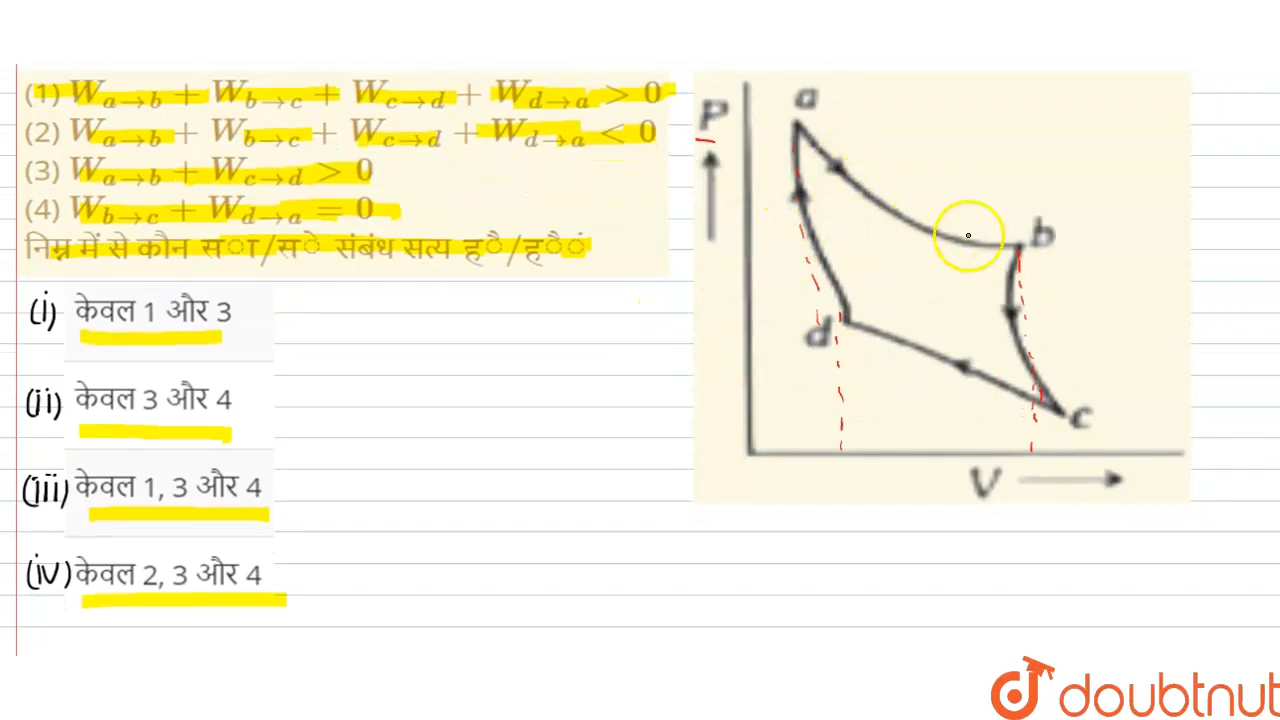 (1) W_{a→b} + W_{b→c} + W_{c→d} + W_{d→a} > 0
(2) W_{a→b} + W_{b→c} + W_{c→d} + W_{d→a} < 0
(3) W_{a→b} + W_{c→d} > 0
(4) W_{b→c} + W_{d→a} = 0
निम्न में से कौन सा/से संबंध सत्य है/हैं
(i) केवल 1 और 3
(ii) केवल 3 और 4
(iii) केवल 1, 3 और 4
(iv) केवल 2, 3 और 4
P
a
b
d
c
V
doubtnut